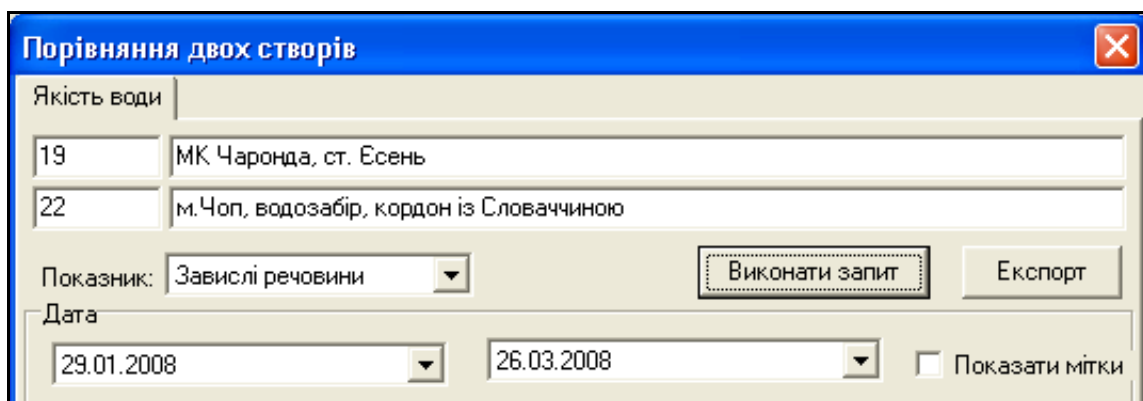 Порівняння двох створів
Якість води
19 МК Чаронда, ст. Єсень
22 м.Чоп, водозабір, кордон із Словаччиною
Показник: Завислі речовини Виконати запит Експорт
Дата
29.01.2008 26.03.2008 Показати мітки